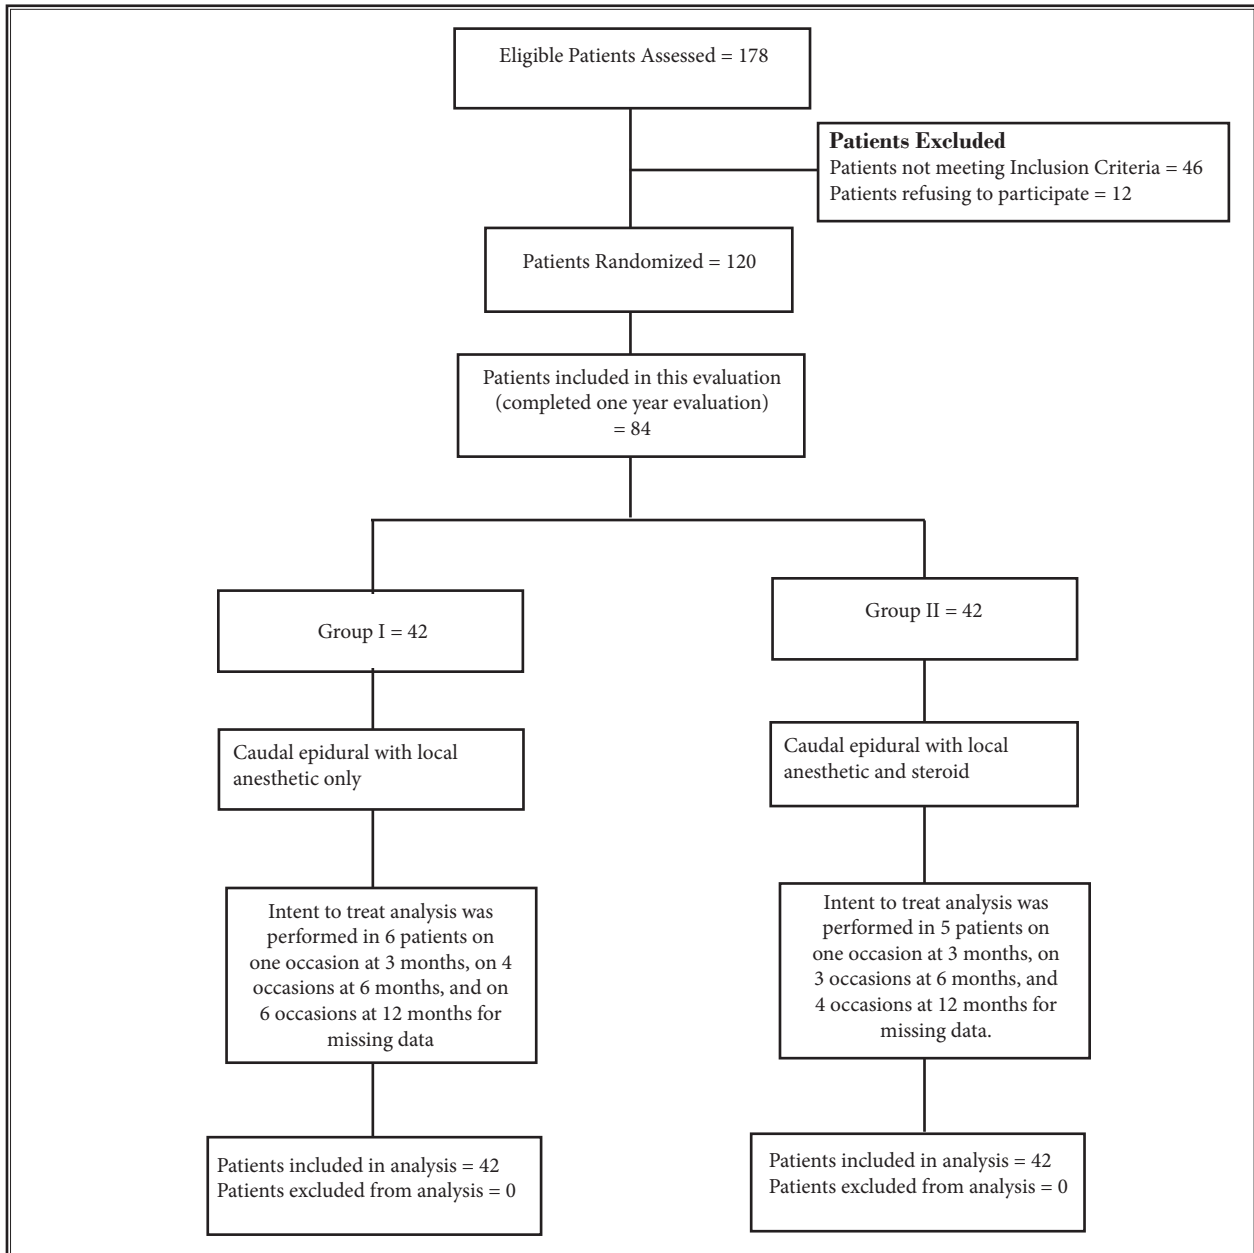 Eligible Patients Assessed = 178
Patients Excluded
Patients not meeting Inclusion Criteria = 46
Patients refusing to participate = 12
Patients Randomized = 120
Patients included in this evaluation
(completed one year evaluation)
= 84
Group I = 42
Group II = 42
Caudal epidural with local
anesthetic only
Caudal epidural with local
anesthetic and steroid
Intent to treat analysis was
performed in 6 patients on
one occasion at 3 months, on 4
occasions at 6 months, and on
6 occasions at 12 months for
missing data
Intent to treat analysis was
performed in 5 patients on
one occasion at 3 months, on
3 occasions at 6 months, and
4 occasions at 12 months for
missing data.
Patients included in analysis = 42
Patients excluded from analysis = 0
Patients included in analysis = 42
Patients excluded from analysis = 0